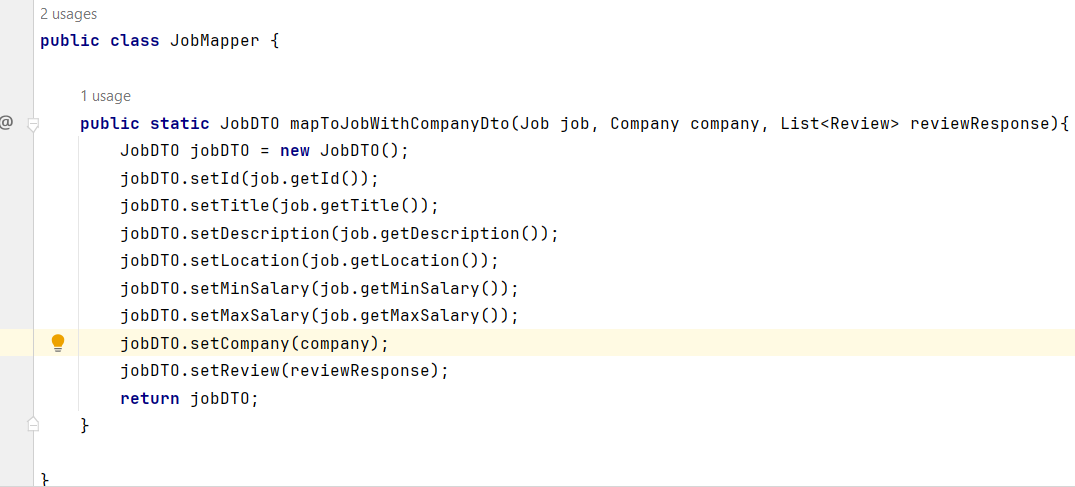 2 usages
public class JobMapper {
1 usage
@
public static JobDTO mapToJobWithCompanyDto(Job job, Company company, List<Review> reviewResponse){
JobDTO jobDTO = new JobDTO();
jobDTO.setId(job.getId());
jobDTO.setTitle(job.getTitle());
jobDTO.setDescription(job.getDescription());
jobDTO.setLocation(job.getLocation());
jobDTO.setMinSalary(job.getMinSalary());
jobDTO.setMaxSalary(job.getMaxSalary());
jobDTO.setCompany(company);
jobDTO.setReview(reviewResponse);
return jobDTO;
}
}